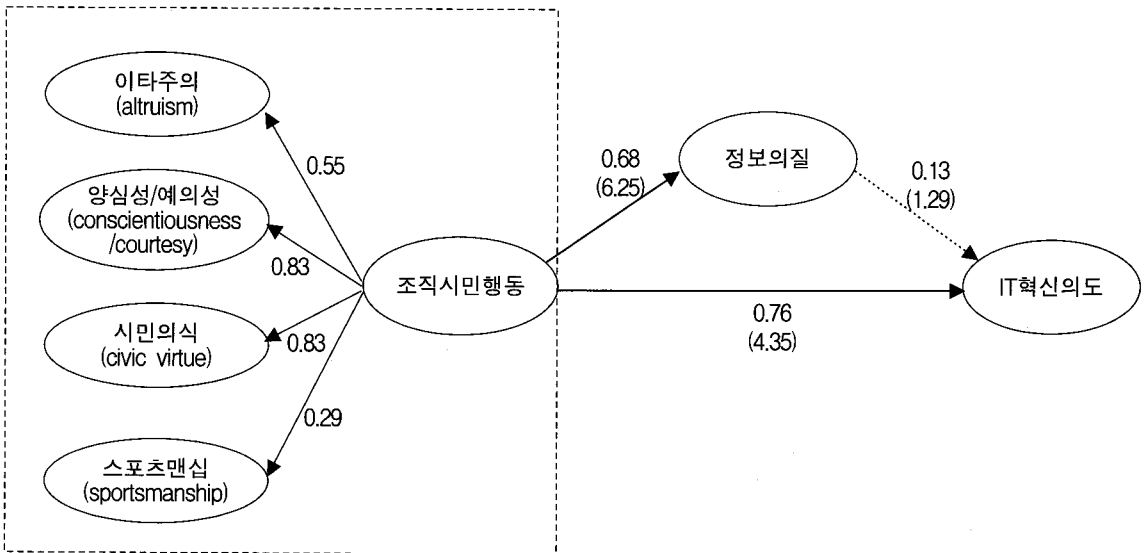 이타주의
(altruism)
0.55
양심성/예의성
(conscientiousness
/courtesy)
0.83
시민의식
(civic virtue)
0.83
스포츠맨십
(sportsmanship)
0.29
조직시민행동
0.68
(6.25)
정보의질
0.13
(1.29)
0.76
(4.35)
IT혁신의도